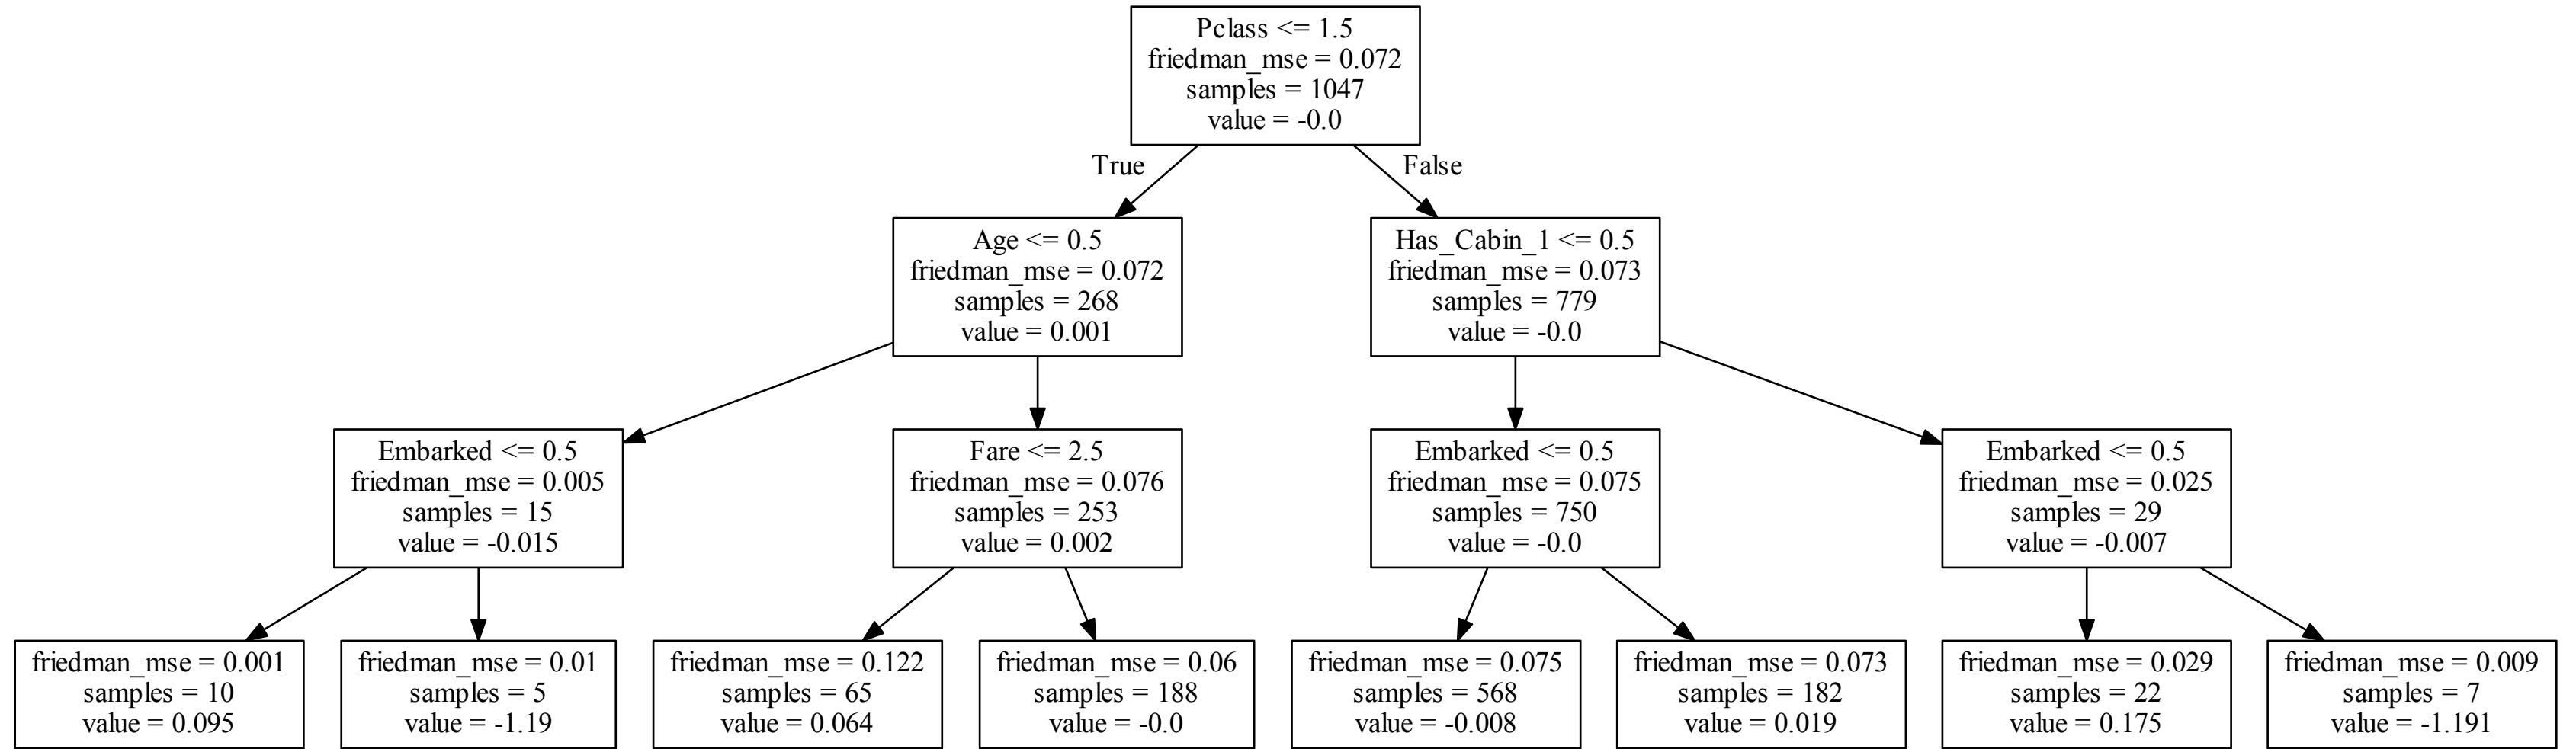 Pclass <= 1.5
friedman_mse = 0.072
samples = 1047
value = -0.0
True
False
Age <= 0.5
friedman_mse = 0.072
samples = 268
value = 0.001
Has_Cabin_1 <= 0.5
friedman_mse = 0.073
samples = 779
value = -0.0
Embarked <= 0.5
friedman_mse = 0.005
samples = 15
value = -0.015
Fare <= 2.5
friedman_mse = 0.076
samples = 253
value = 0.002
Embarked <= 0.5
friedman_mse = 0.075
samples = 750
value = -0.0
Embarked <= 0.5
friedman_mse = 0.025
samples = 29
value = -0.007
friedman_mse = 0.001
samples = 10
value = 0.095
friedman_mse = 0.01
samples = 5
value = -1.19
friedman_mse = 0.122
samples = 65
value = 0.064
friedman_mse = 0.06
samples = 188
value = -0.0
friedman_mse = 0.075
samples = 568
value = -0.008
friedman_mse = 0.073
samples = 182
value = 0.019
friedman_mse = 0.029
samples = 22
value = 0.175
friedman_mse = 0.009
samples = 7
value = -1.191